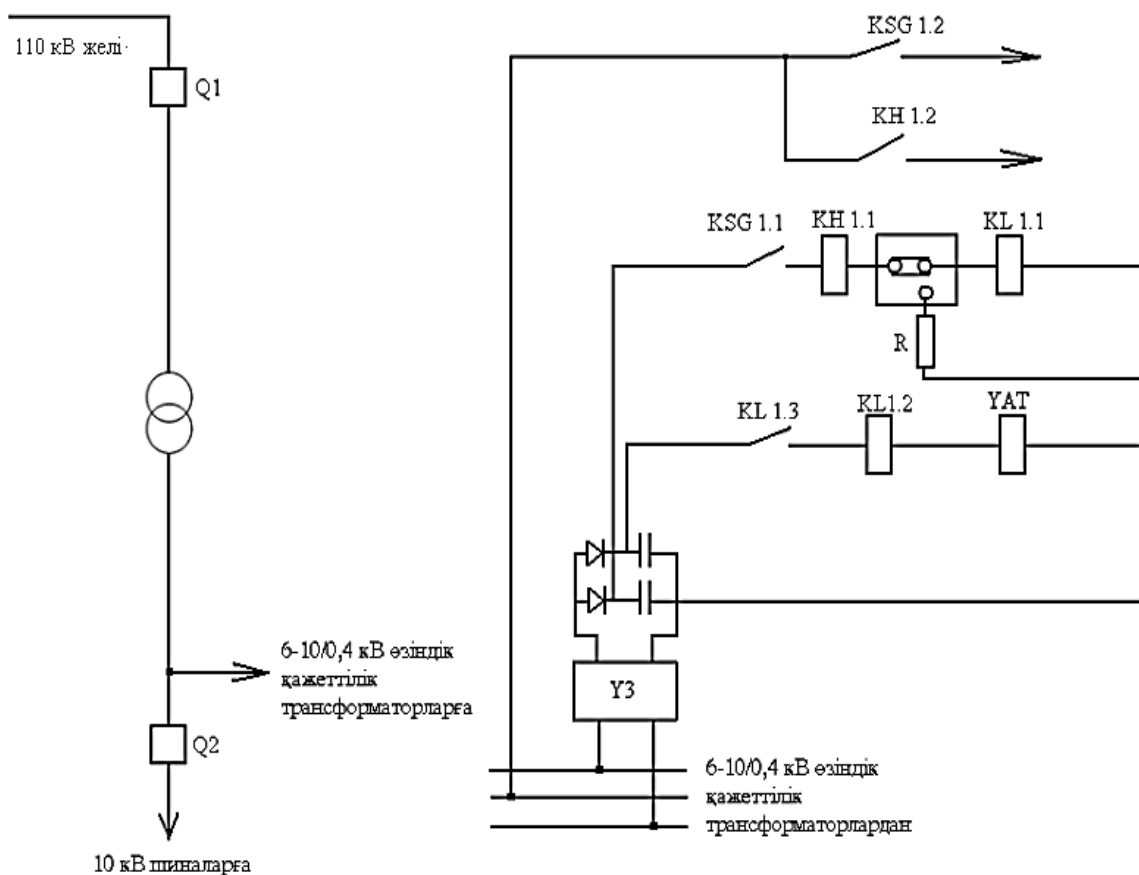 110 кВ желі
Q1
6-10/0,4 кВ өзіндік
қажеттілік
трансформаторларға
Q2
10 кВ шиналарға
KSG 1.2
KH 1.2
KSG 1.1
KH 1.1
KL 1.1
R
KL 1.3
KL1.2
YAT
УЗ
6-10/0,4 кВ өзіндік
қажеттілік
трансформаторлардан